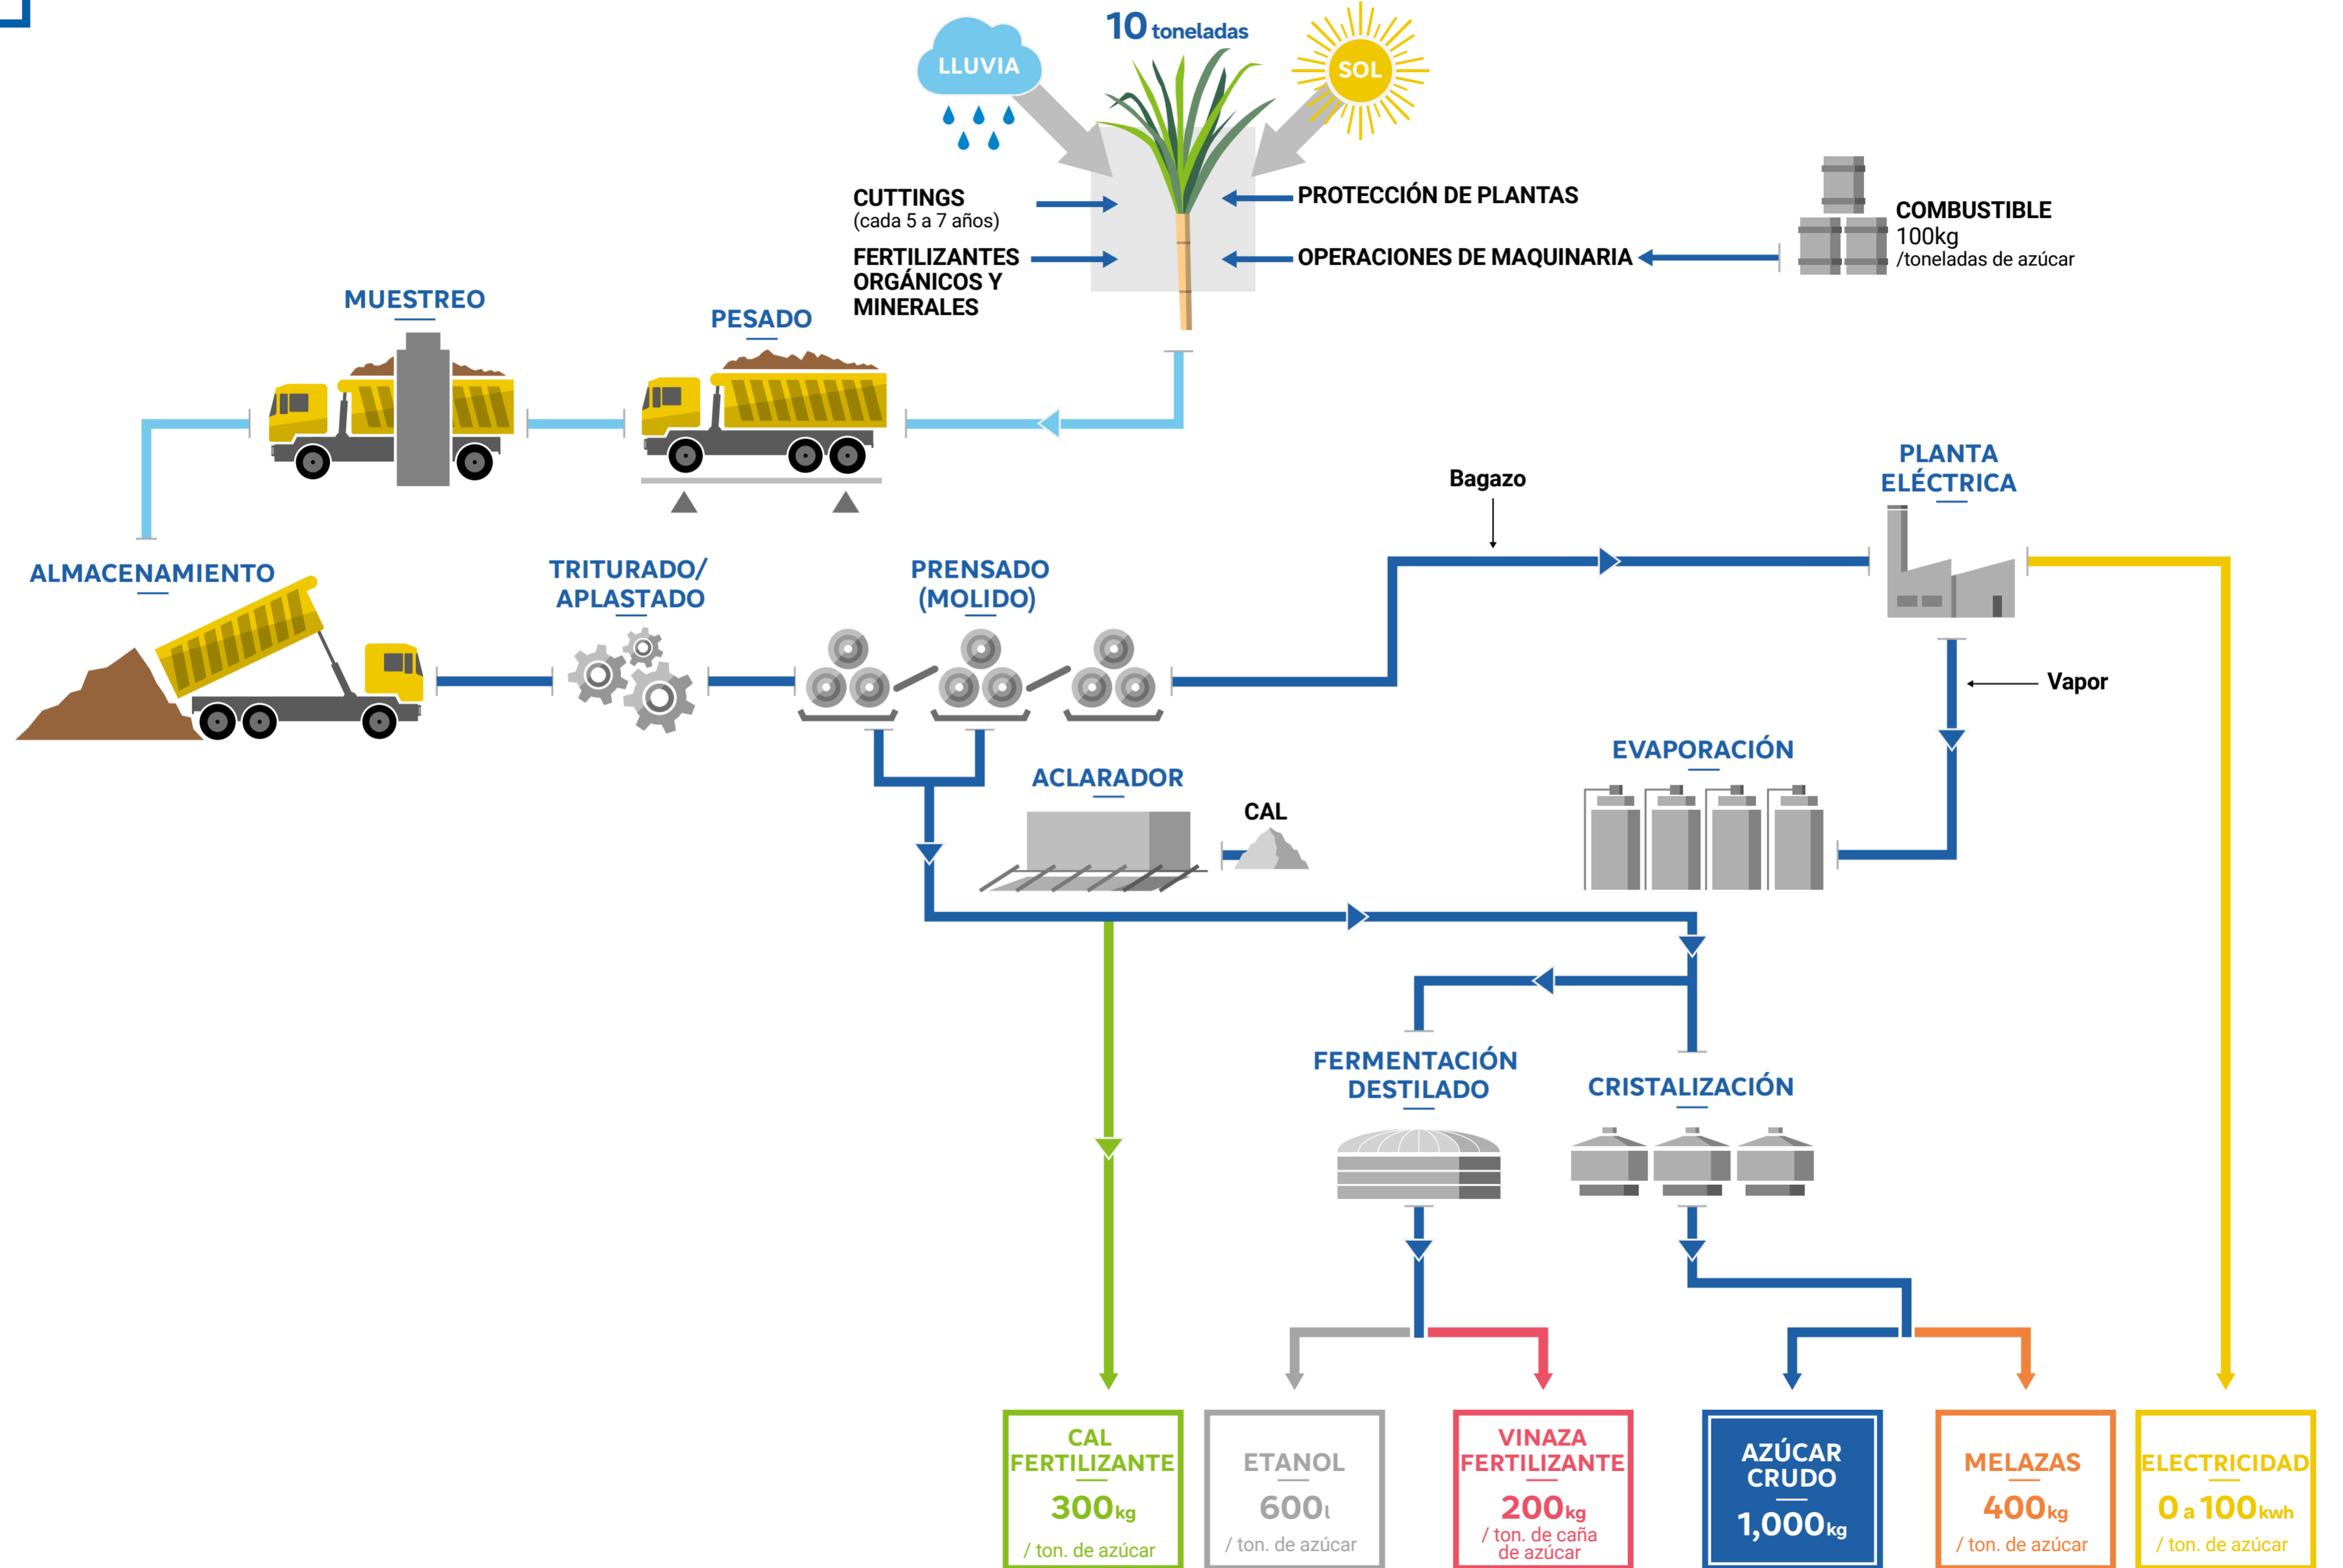 10 toneladas
LLUVIA
SOL
CUTTINGS
(cada 5 a 7 años)
FERTILIZANTES
ORGÁNICOS Y
MINERALES
PROTECCIÓN DE PLANTAS
OPERACIONES DE MAQUINARIA
COMBUSTIBLE
100kg
/toneladas de azúcar
MUESTREO
PESADO
Bagazo
PLANTA
ELÉCTRICA
ALMACENAMIENTO
TRITURADO/
APLASTADO
PRENSADO
(MOLIDO)
Vapor
EVAPORACIÓN
ACLARADOR
CAL
FERMENTACIÓN
DESTILADO
CRISTALIZACIÓN
CAL
FERTILIZANTE
300kg
/ ton. de azúcar
ETANOL
600l
/ ton. de azúcar
VINAZA
FERTILIZANTE
200kg
/ ton. de caña
de azúcar
AZÚCAR
CRUDO
1,000kg
MELAZAS
400kg
/ ton. de azúcar
ELECTRICIDAD
0 a 100kwh
/ ton. de azúcar